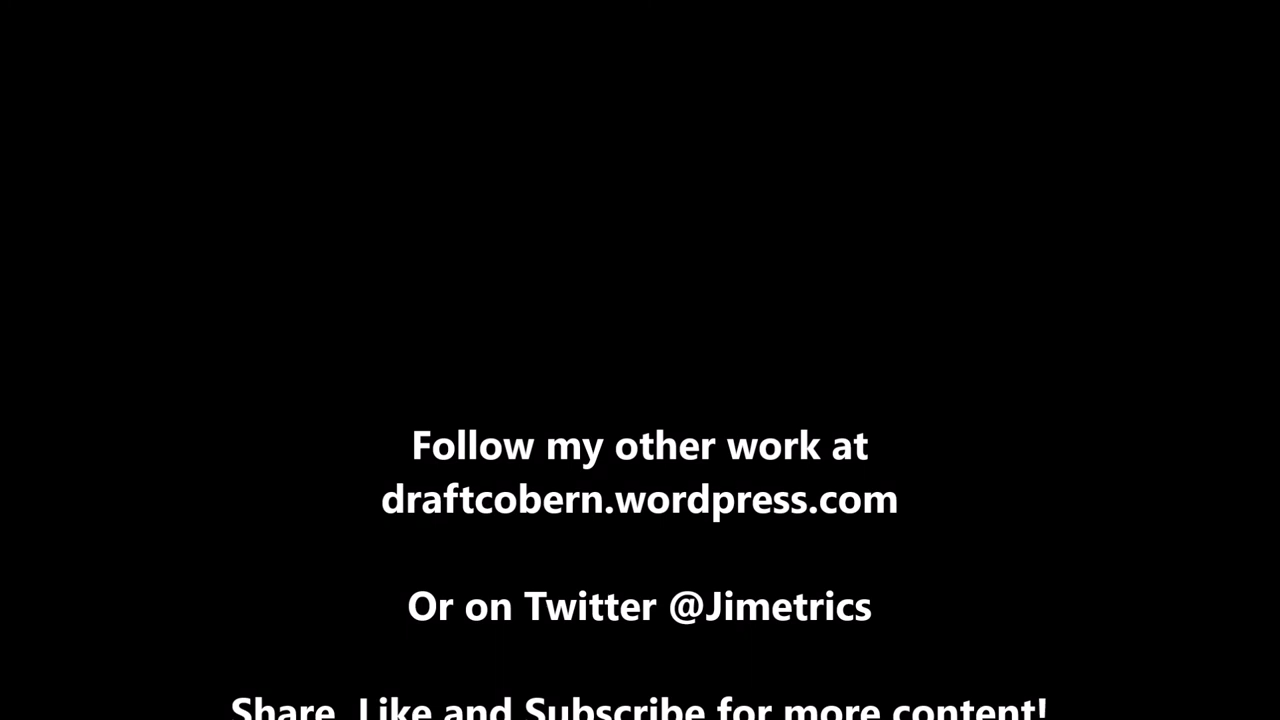 Follow my other work at
draftcobern.wordpress.com
Or on Twitter @Jimetrics
Share, Like and Subscribe for more content!